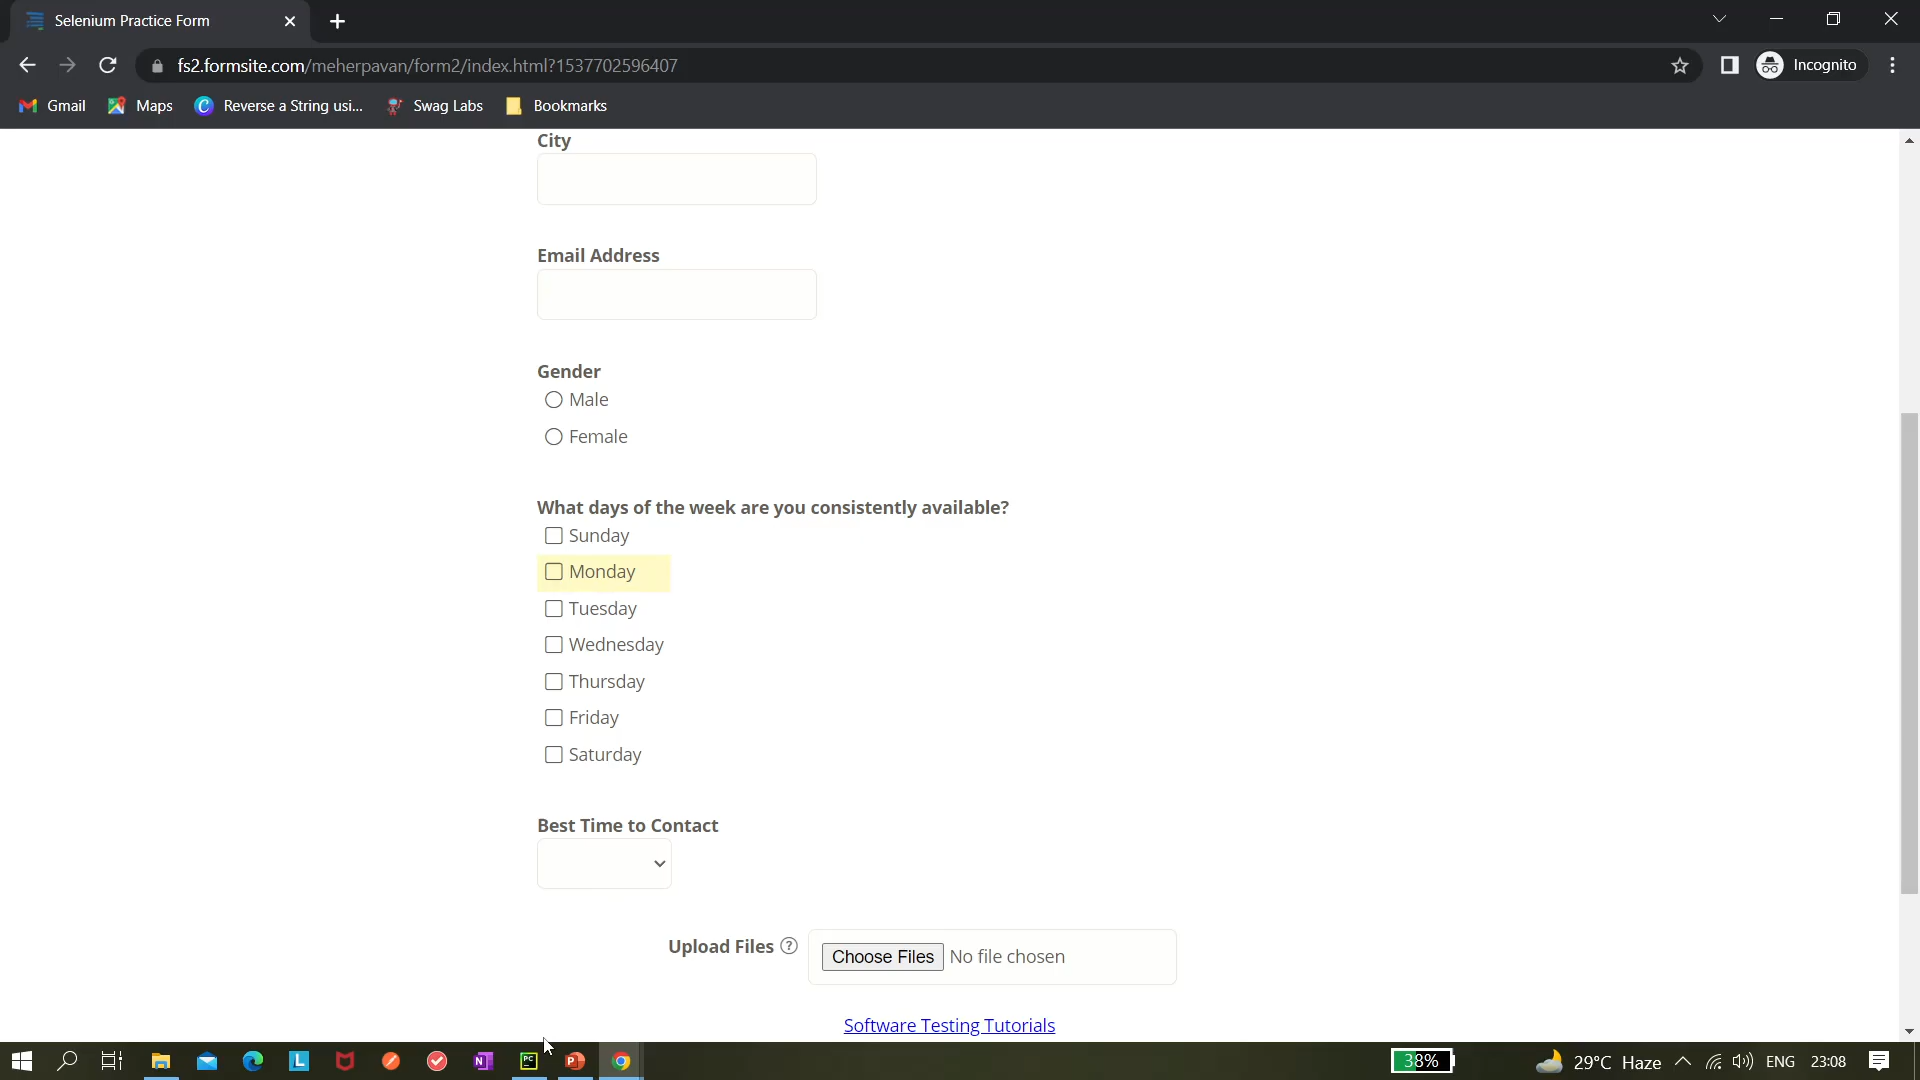 Selenium Practice Form
fs2.formsite.com/meherpavan/form2/index.html?1537702596407
Incognito
Gmail
Maps
Reverse a String usi...
Swag Labs
Bookmarks
City
Email Address
Gender
Male
Female
What days of the week are you consistently available?
Sunday
Monday
Tuesday
Wednesday
Thursday
Friday
Saturday
Best Time to Contact
Upload Files ? Choose Files No file chosen
Software Testing Tutorials
38% 29°C Haze ENG 23:08